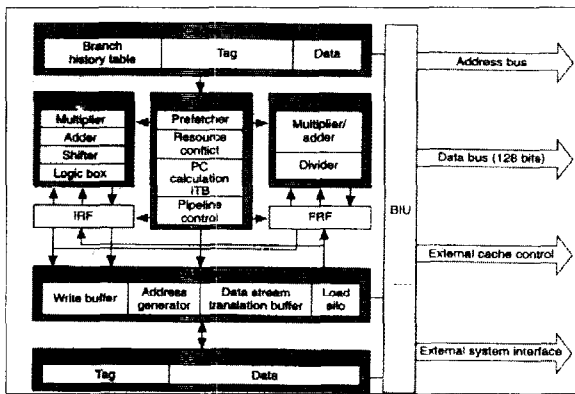 Branch
history table
Tag
Data
Address bus
Multiplier
Adder
Shifter
Logic box
Prefetcher
Resource
conflict
PC
calculation
ITB
Pipeline
control
Multiplier/
adder
Divider
Data bus (128 bits)
IRF
FRF
BIU
External cache control
Write buffer
Address
generator
Data stream
translation buffer
Load
silo
External system interface
Tag
Data